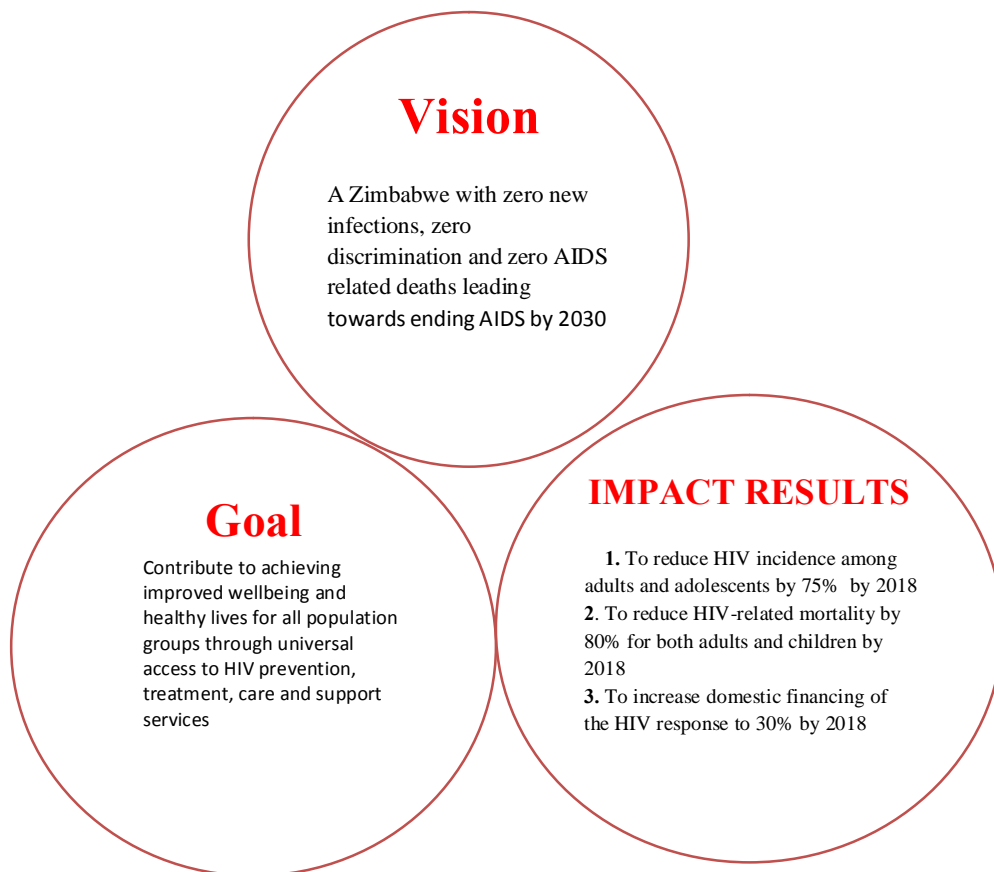 Vision
A Zimbabwe with zero new
infections, zero
discrimination and zero AIDS
related deaths leading
towards ending AIDS by 2030
Goal
Contribute to achieving
improved wellbeing and
healthy lives for all population
groups through universal
access to HIV prevention,
treatment, care and support
services
IMPACT RESULTS
1. To reduce HIV incidence among
adults and adolescents by 75% by 2018
2. To reduce HIV-related mortality by
80% for both adults and children by
2018
3. To increase domestic financing of
the HIV response to 30% by 2018